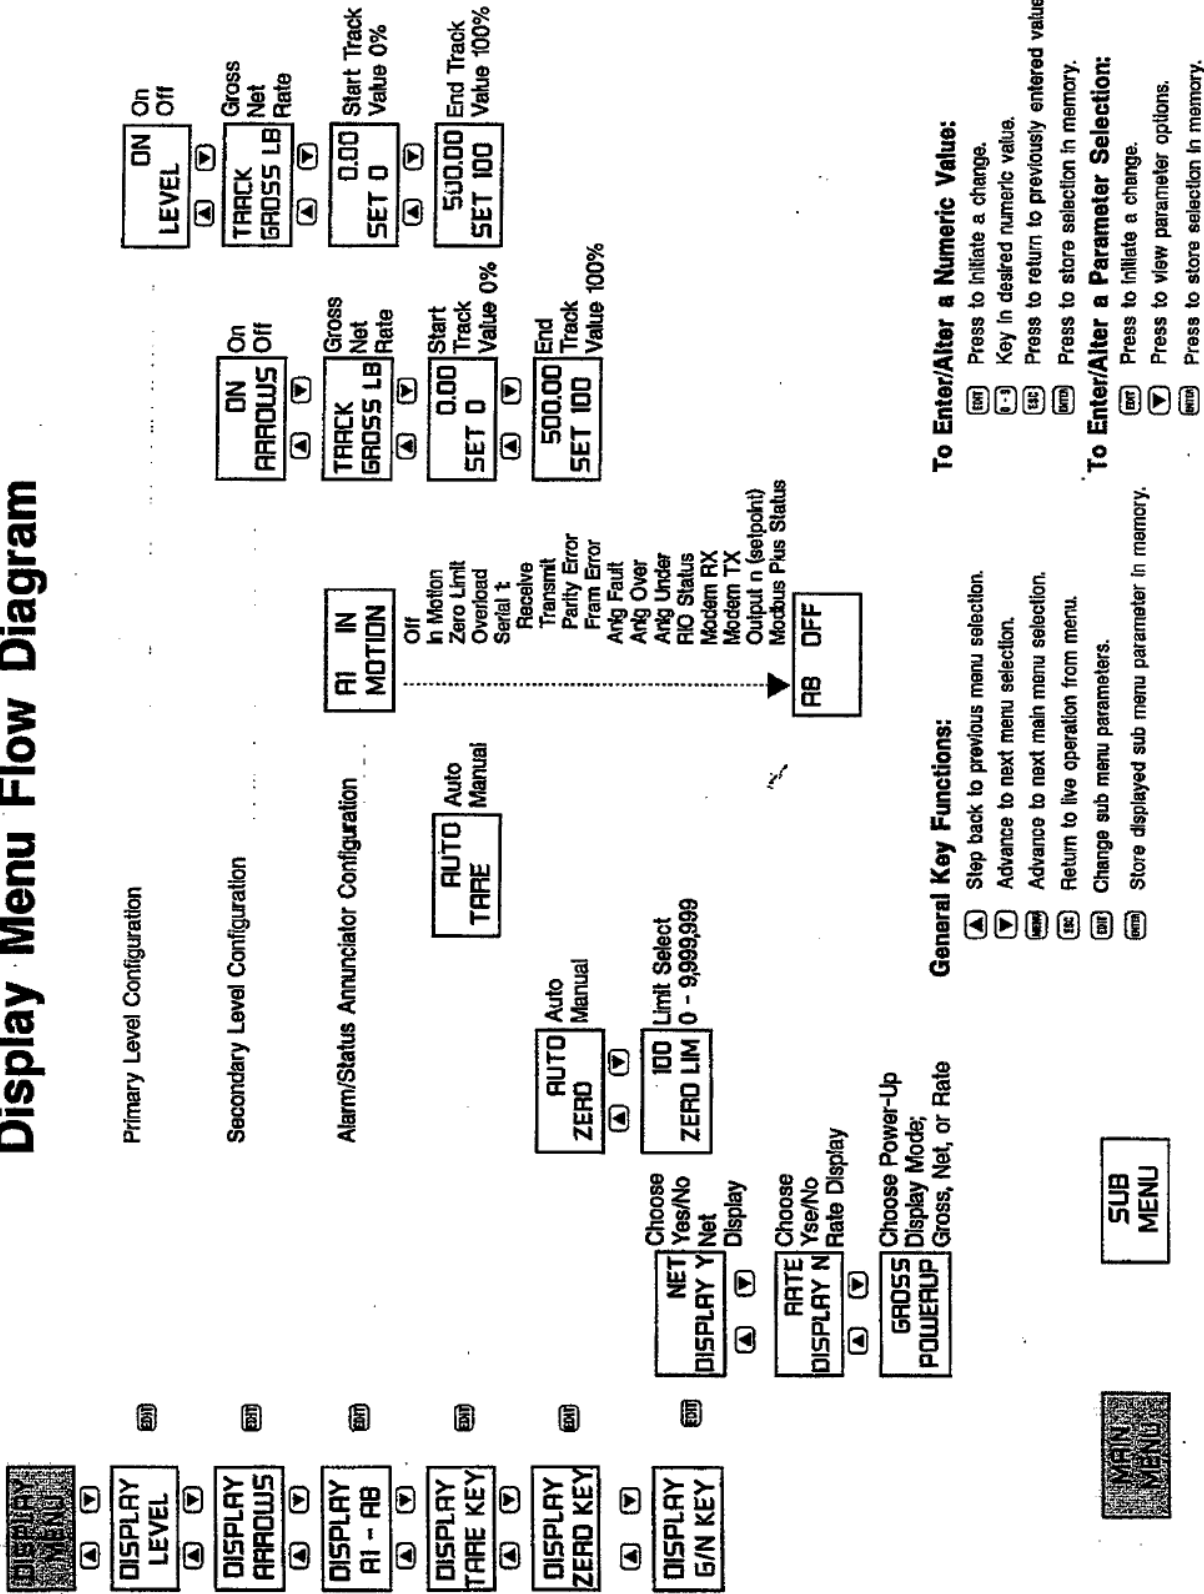 Display Menu Flow Diagram
DISPLAY
MENU
DISPLAY
LEVEL
EDIT
Primary Level Configuration
ON
LEVEL
On
Off
TRACK
GROSS LB
Gross
Net
Rate
0.00
SET 0
Start Track
Value 0%
500.00
SET 100
End Track
Value 100%
DISPLAY
ARROWS
EDIT
Secondary Level Configuration
ON
ARROWS
On
Off
TRACK
GROSS LB
Gross
Net
Rate
0.00
SET 0
Start
Track
Value 0%
500.00
SET 100
End
Track
Value 100%
DISPLAY
A1 - A8
EDIT
Alarm/Status Annunciator Configuration
A1 IN
MOTION
Off
In Motion
Zero Limit
Overload
Serial 1:
Receive
Transmit
Parity Error
Fram Error
Anlg Fault
Anlg Over
Anlg Under
RIO Status
Modem RX
Modem TX
Output n (setpoint)
Modbus Plus Status
A8 OFF
DISPLAY
TARE KEY
EDIT
AUTO
TARE
Auto
Manual
DISPLAY
ZERO KEY
EDIT
AUTO
ZERO
Auto
Manual
100
ZERO LIM
Limit Select
0 - 9,999,999
DISPLAY
G/N KEY
EDIT
NET
DISPLAY Y
Choose
Yes/No
Net
Display
RATE
DISPLAY N
Choose
Yse/No
Rate Display
GROSS
POWERUP
Choose Power-Up
Display Mode;
Gross, Net, or Rate
MAIN
MENU
SUB
MENU
General Key Functions:
Step back to previous menu selection.
Advance to next menu selection.
MENU Advance to next main menu selection.
ESC Return to live operation from menu.
EDIT Change sub menu parameters.
ENTER Store displayed sub menu parameter in memory.
To Enter/Alter a Numeric Value:
EDIT Press to initiate a change.
0 - 9 Key in desired numeric value.
ESC Press to return to previously entered value
ENTER Press to store selection in memory.
To Enter/Alter a Parameter Selection:
EDIT Press to initiate a change.
Press to view parameter options.
ENTER Press to store selection in memory.